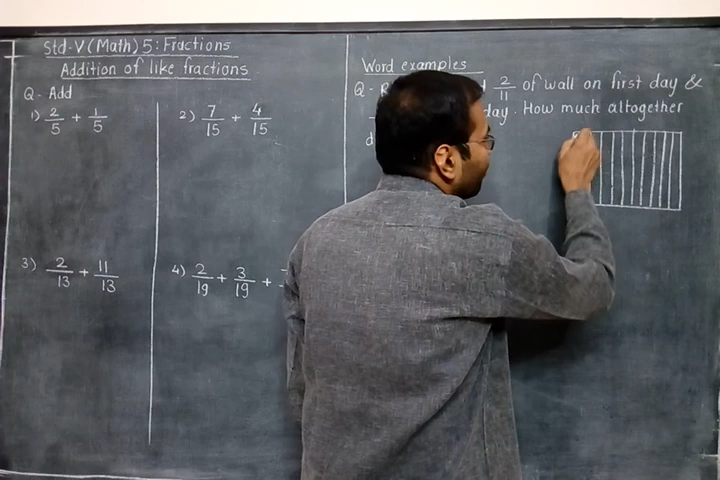 Std-V (Math) 5: Fractions
Addition of like fractions
Q - Add
1) 2/5 + 1/5
2) 7/15 + 4/15
3) 2/13 + 11/13
4) 2/19 + 3/19 +
Word examples
Q - 2/11 of wall on first day &
day. How much altogether